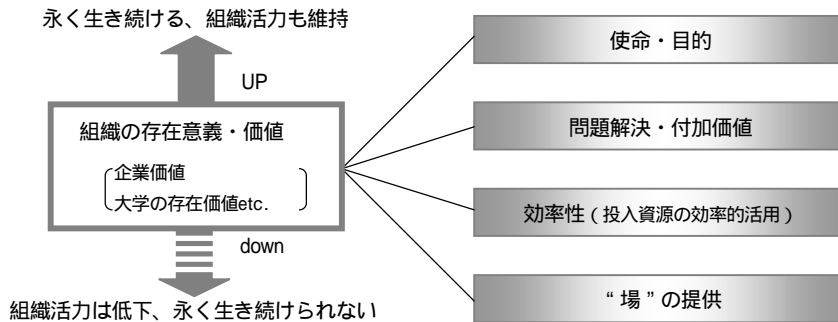 永く生き続ける、組織活力も維持
UP
組織の存在意義・価値
企業価値
大学の存在価値etc.
down
組織活力は低下、永く生き続けられない
使命・目的
問題解決・付加価値
効率性（投入資源の効率的活用）
“場”の提供